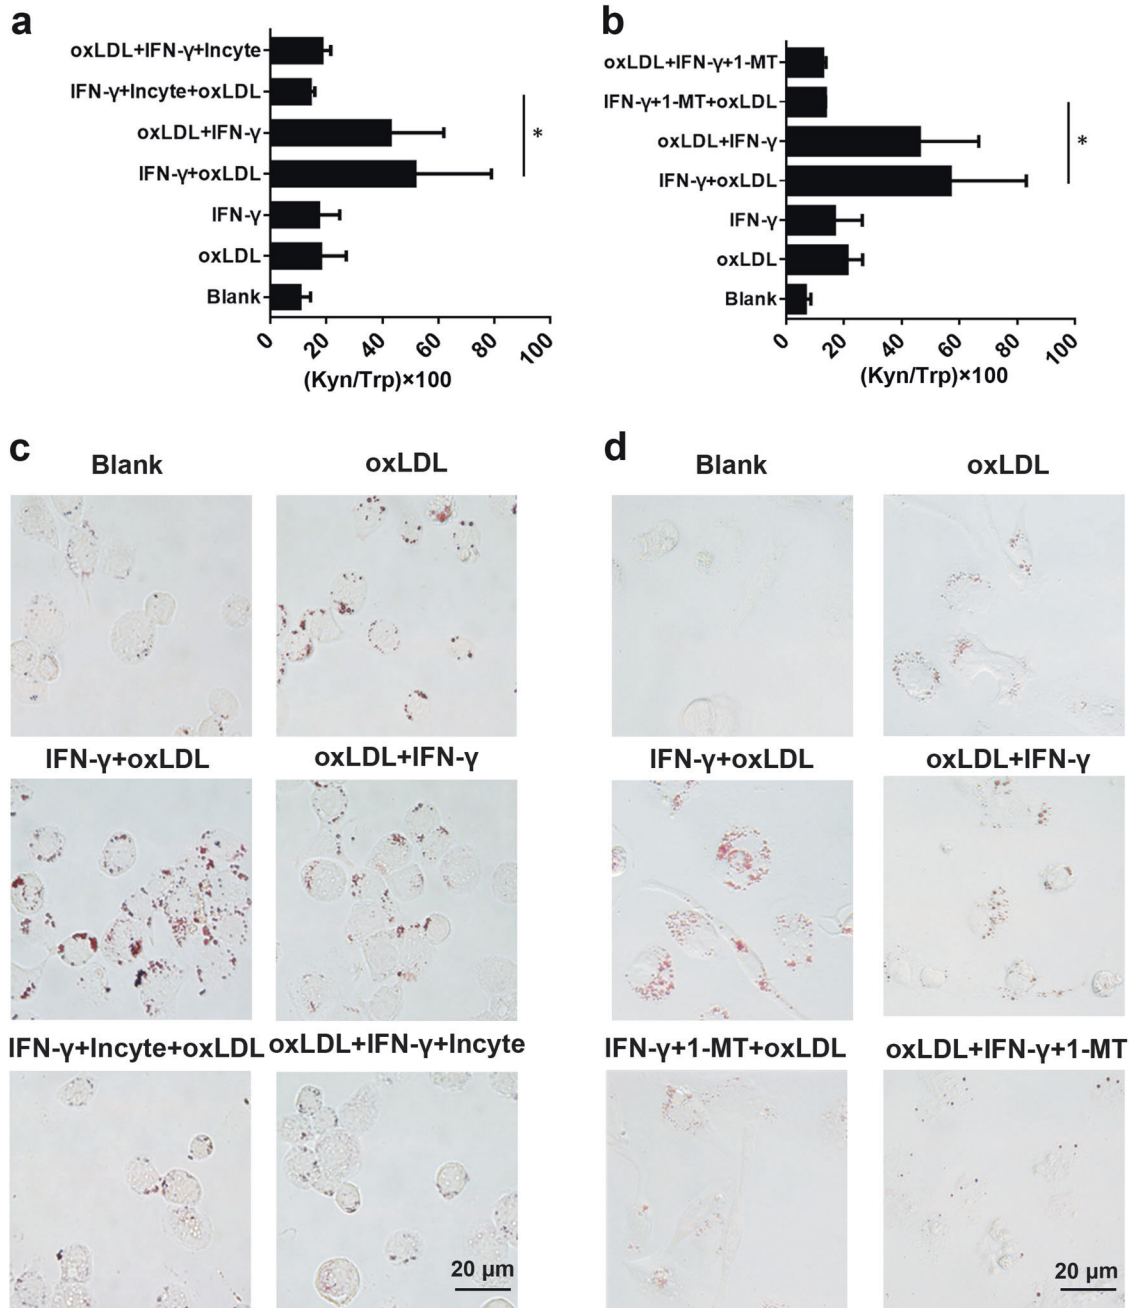 a
oxLDL+IFN-γ+Incyte
IFN-γ+Incyte+oxLDL
oxLDL+IFN-γ
IFN-γ+oxLDL
IFN-γ
oxLDL
Blank
*
0 20 40 60 80 100
(Kyn/Trp)×100
b
oxLDL+IFN-γ+1-MT
IFN-γ+1-MT+oxLDL
oxLDL+IFN-γ
IFN-γ+oxLDL
IFN-γ
oxLDL
Blank
*
0 20 40 60 80 100
(Kyn/Trp)×100
c
Blank oxLDL
IFN-γ+oxLDL oxLDL+IFN-γ
IFN-γ+Incyte+oxLDL oxLDL+IFN-γ+Incyte
20 μm
d
Blank oxLDL
IFN-γ+oxLDL oxLDL+IFN-γ
IFN-γ+1-MT+oxLDL oxLDL+IFN-γ+1-MT
20 μm